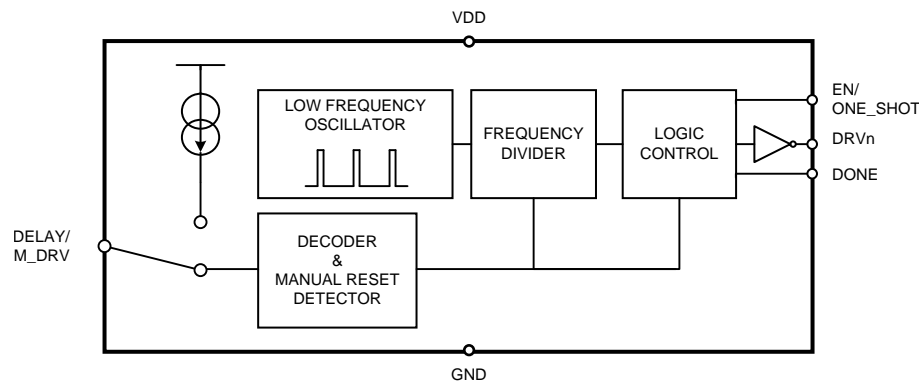 VDD
LOW FREQUENCY
OSCILLATOR
FREQUENCY
DIVIDER
LOGIC
CONTROL
EN/
ONE_SHOT
DRVn
DONE
DELAY/
M_DRV
DECODER
&
MANUAL RESET
DETECTOR
GND